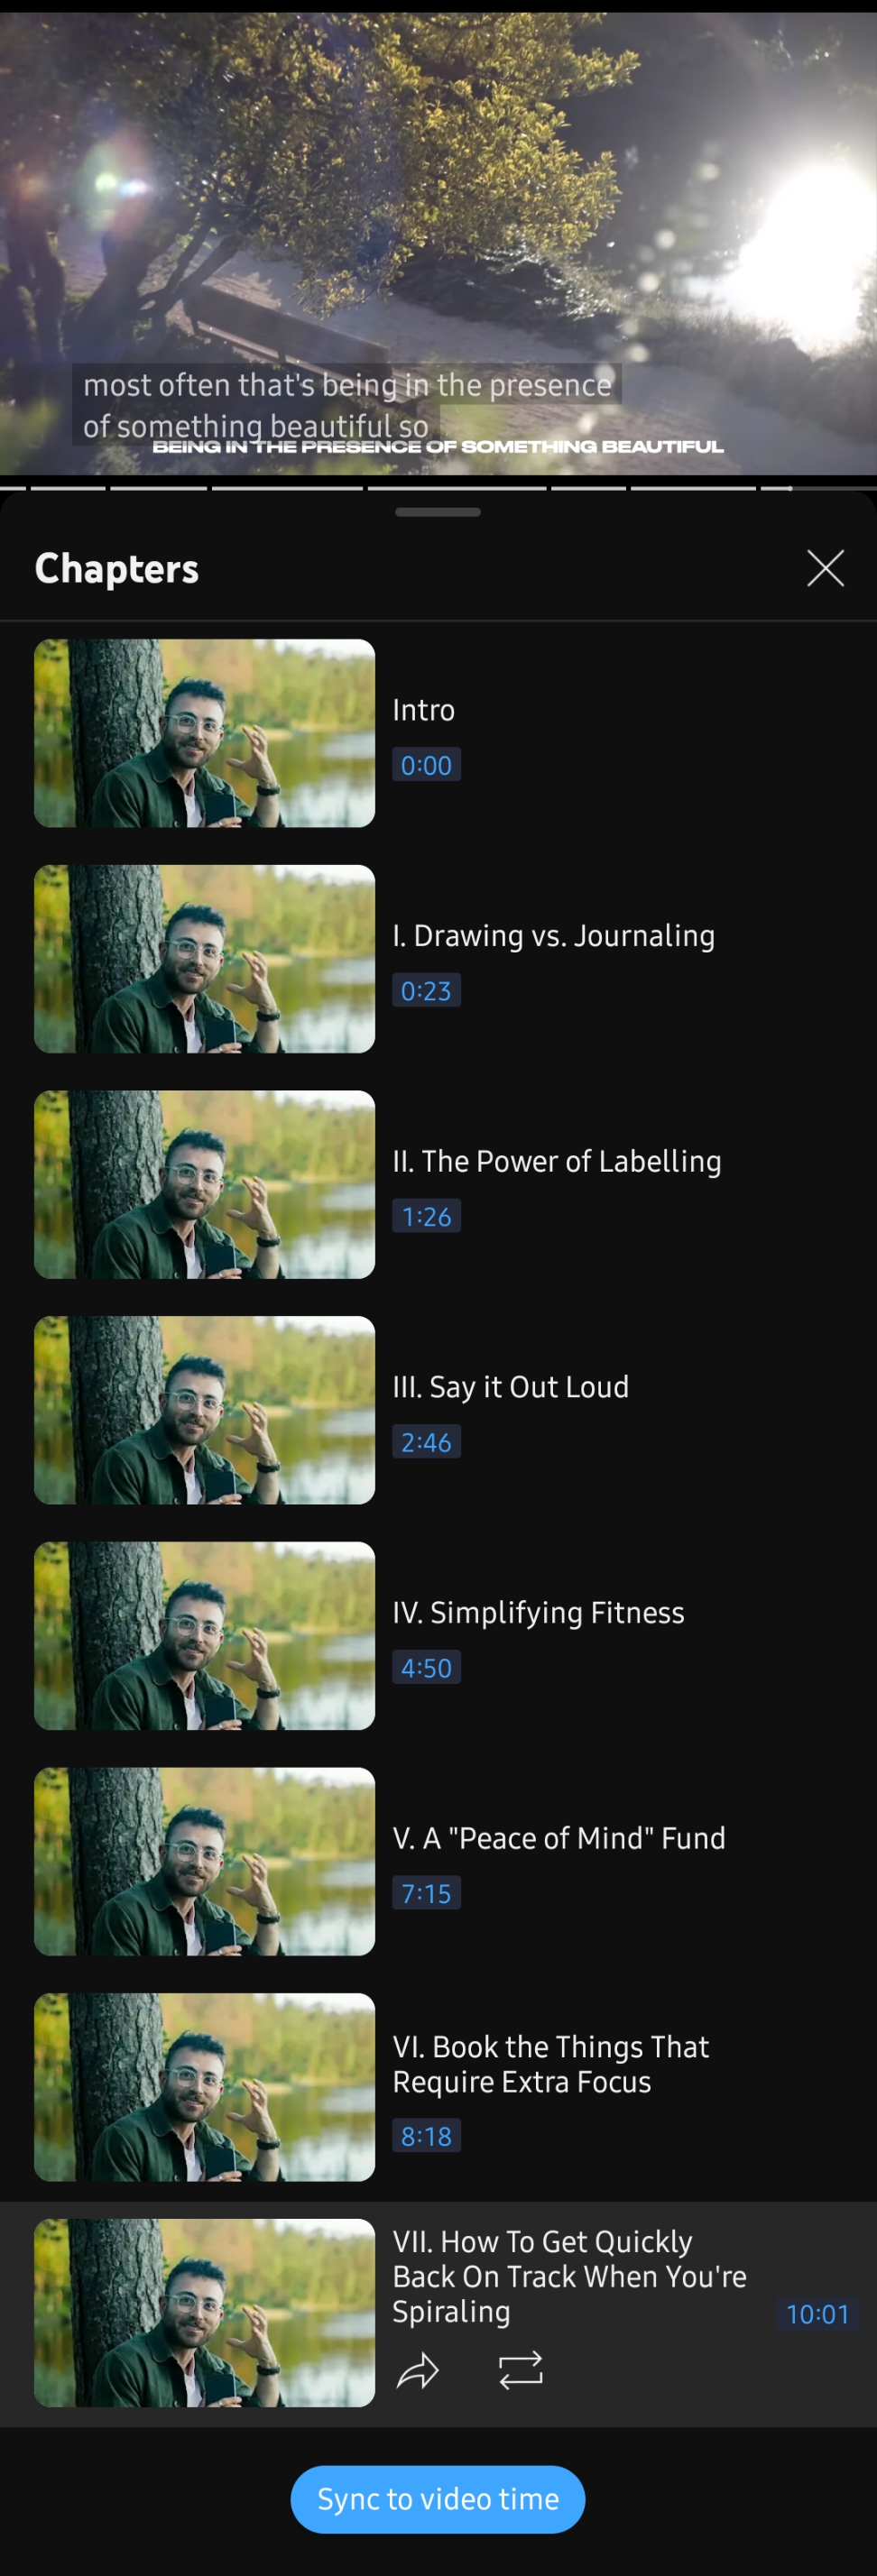 most often that's being in the presence
of something beautiful so
BEING IN THE PRESENCE OF SOMETHING BEAUTIFUL
Chapters
Intro
0:00
I. Drawing vs. Journaling
0:23
II. The Power of Labelling
1:26
III. Say it Out Loud
2:46
IV. Simplifying Fitness
4:50
V. A "Peace of Mind" Fund
7:15
VI. Book the Things That
Require Extra Focus
8:18
VII. How To Get Quickly
Back On Track When You're
Spiraling
10:01
Sync to video time